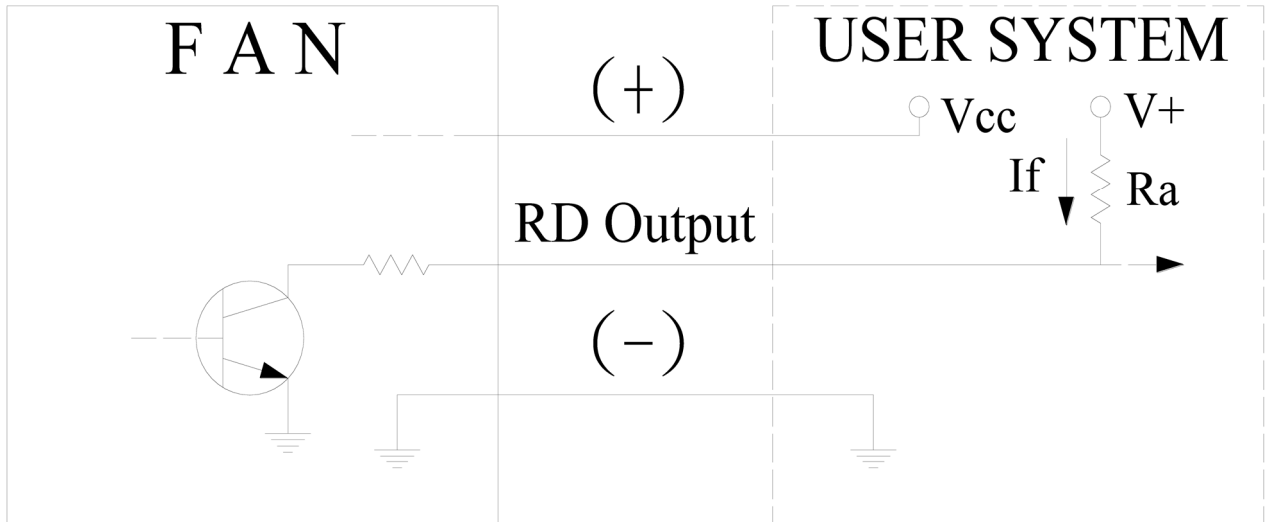 F A N
USER SYSTEM
(+)
Vcc
V+
If
Ra
RD Output
(-)